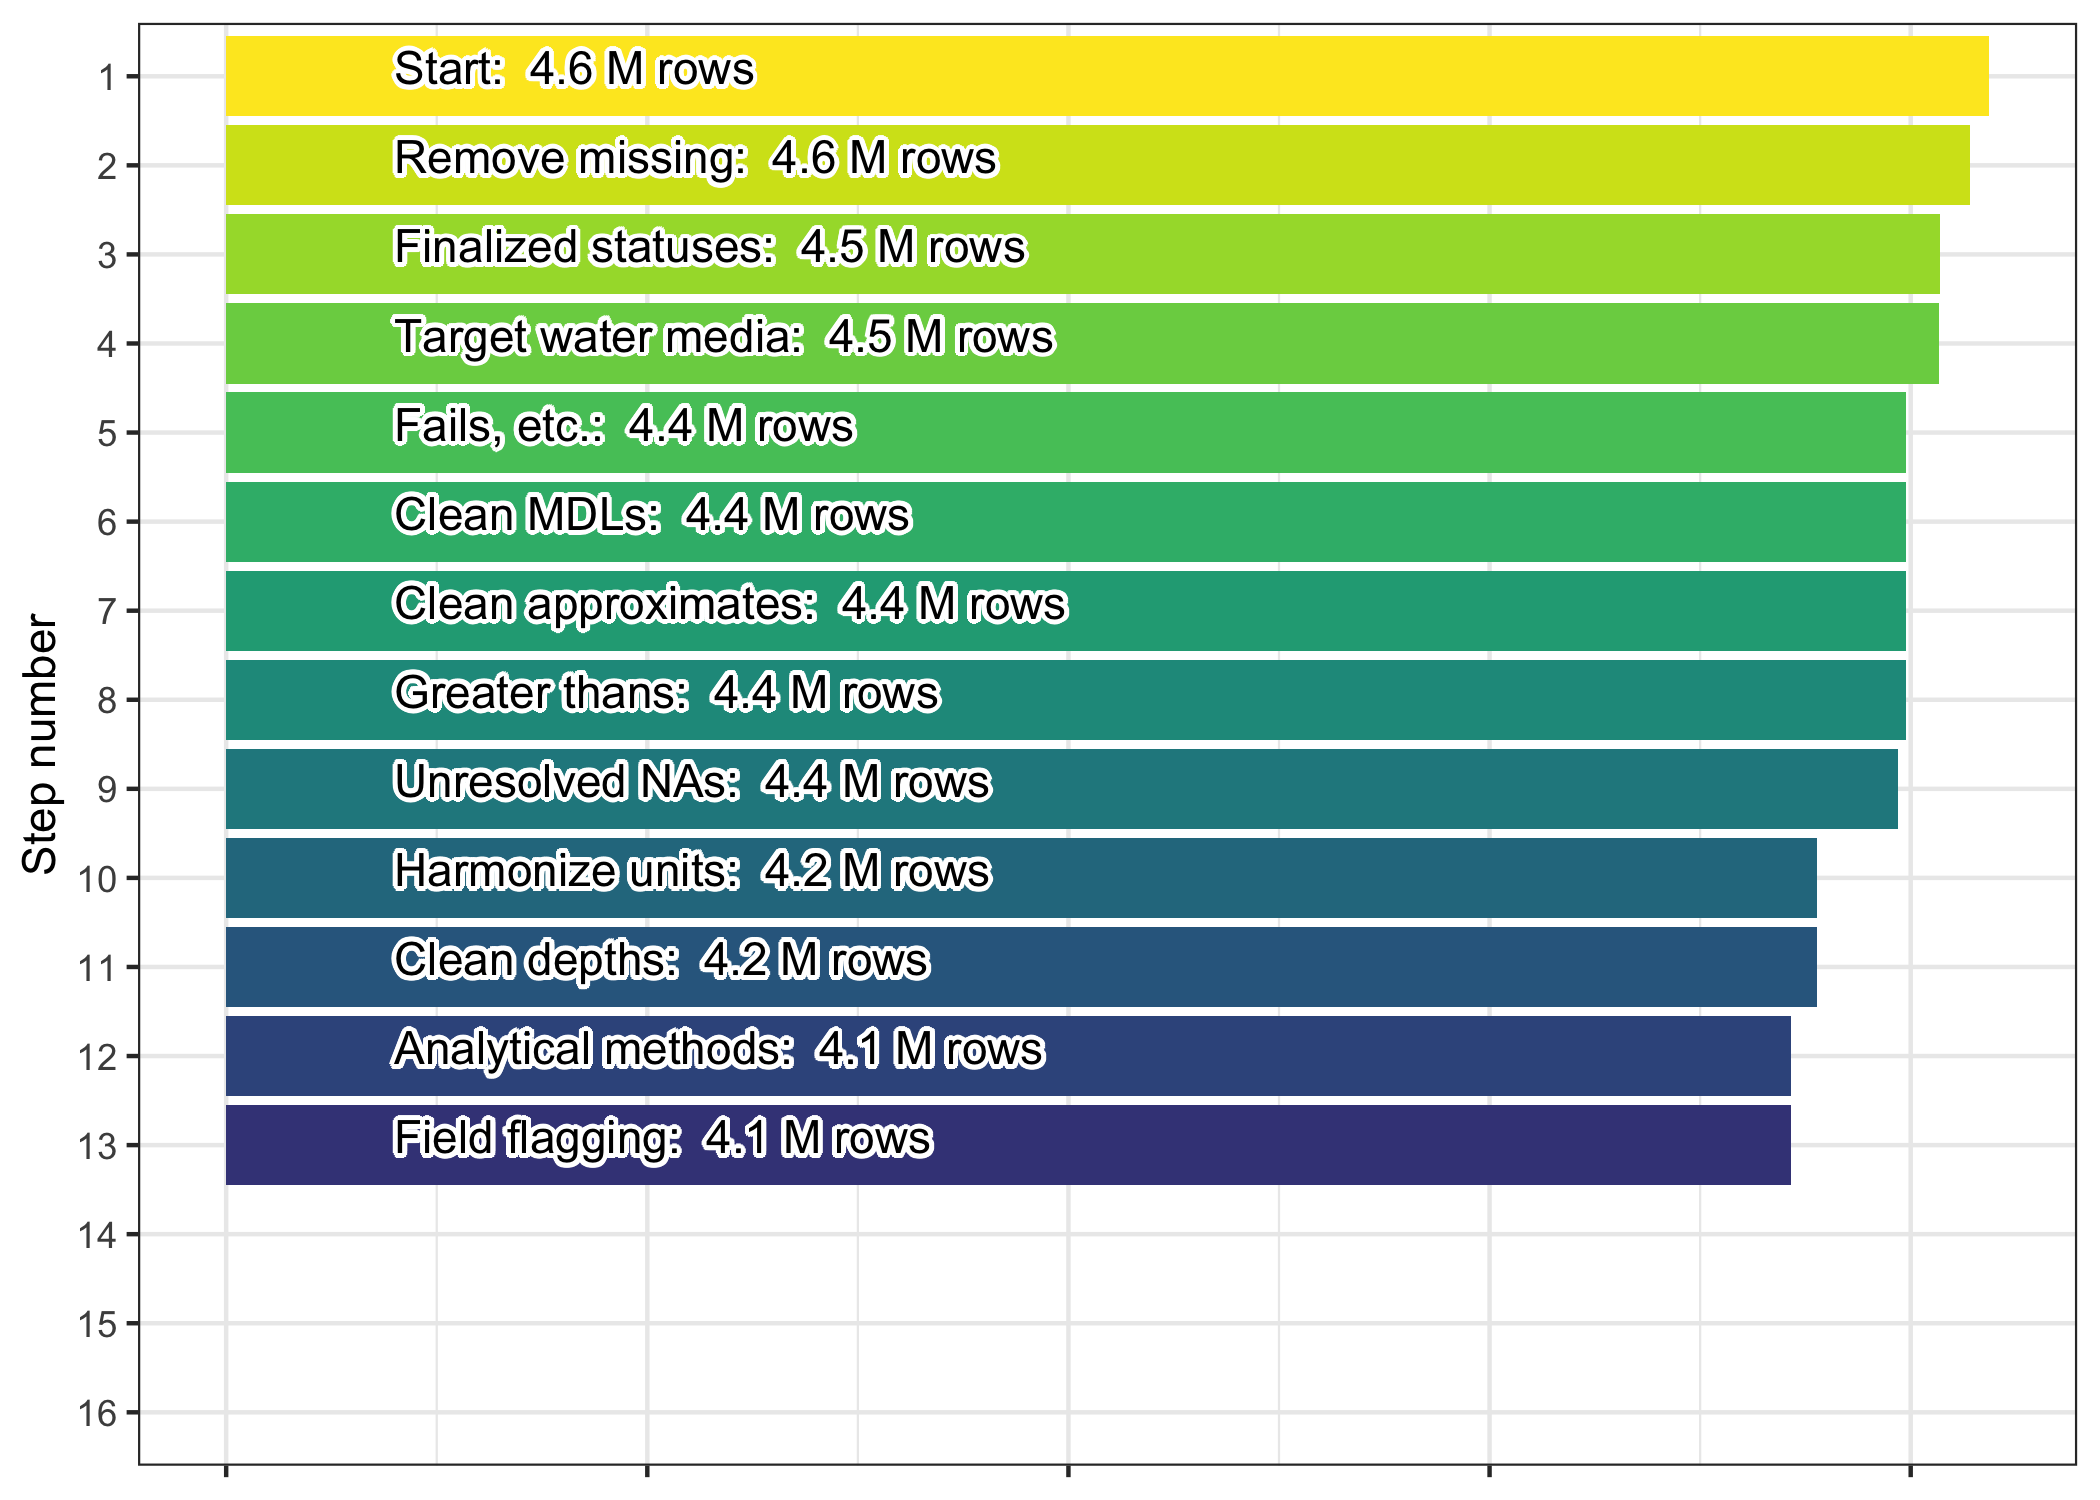 1
Start:  4.6 M rows
2
Remove missing:  4.6 M rows
3
Finalized statuses:  4.5 M rows
4
Target water media:  4.5 M rows
5
Fails, etc.:  4.4 M rows
6
Clean MDLs:  4.4 M rows
7
Clean approximates:  4.4 M rows
8
Greater thans:  4.4 M rows
9
Unresolved NAs:  4.4 M rows
10
Harmonize units:  4.2 M rows
11
Clean depths:  4.2 M rows
12
Analytical methods:  4.1 M rows
13
Field flagging:  4.1 M rows
14
15
16
Step number